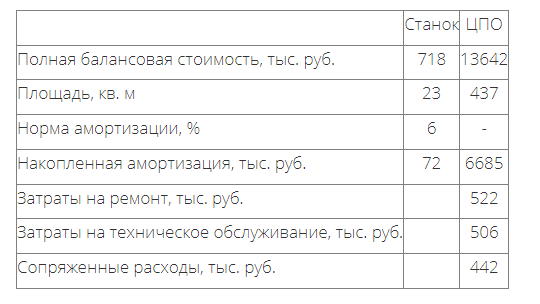 Станок ЦПО
Полная балансовая стоимость, тыс. руб. 718 13642
Площадь, кв. м 23 437
Норма амортизации, % 6 -
Накопленная амортизация, тыс. руб. 72 6685
Затраты на ремонт, тыс. руб. 522
Затраты на техническое обслуживание, тыс. руб. 506
Сопряженные расходы, тыс. руб. 442